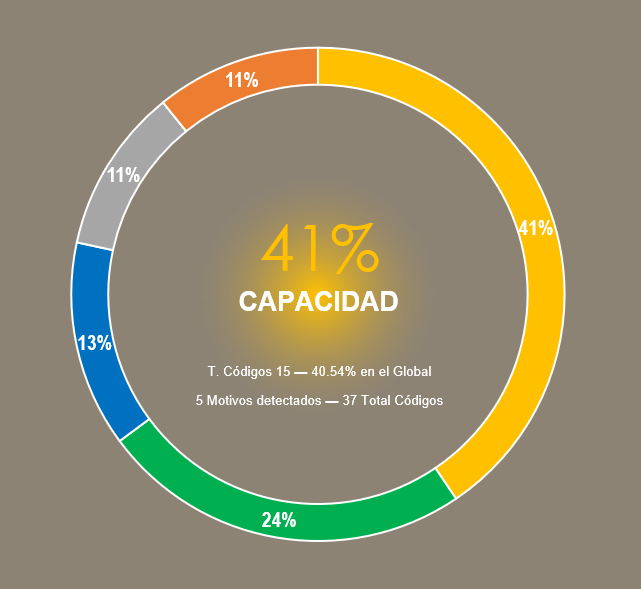 11%
11%
41%
41%
CAPACIDAD
13%
T. Códigos 15 — 40.54% en el Global
5 Motivos detectados — 37 Total Códigos
24%